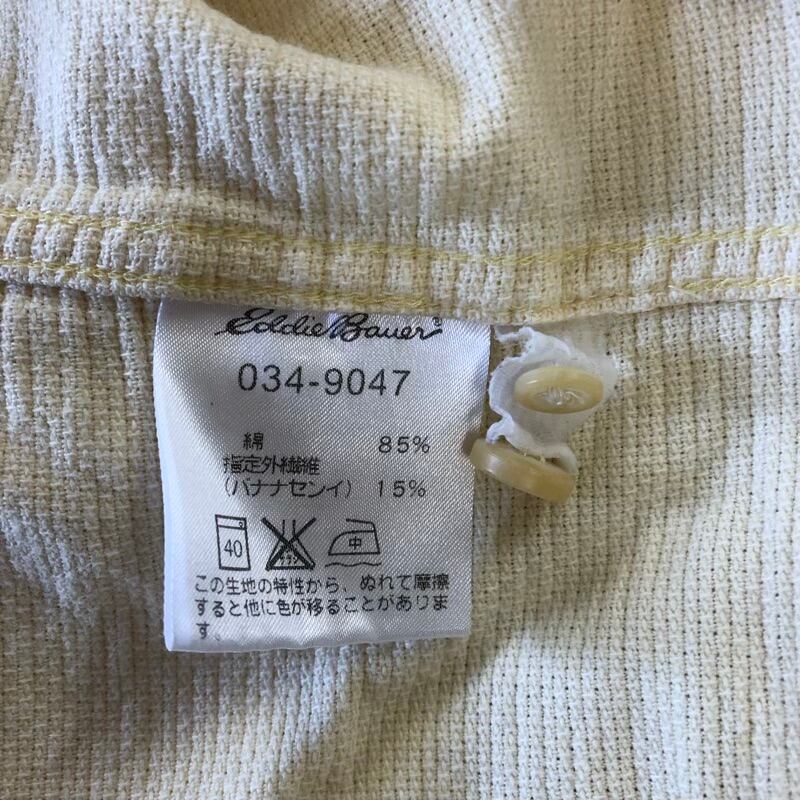 Eddie Bauer
034-9047
綿 85%
指定外繊維
(バナナセンイ) 15%
40 中
この生地の特性から、ぬれて摩擦
すると他に色が移ることがありま
す。